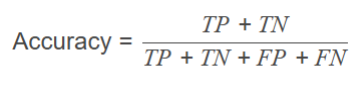 Accuracy = TP + TN / TP + TN + FP + FN